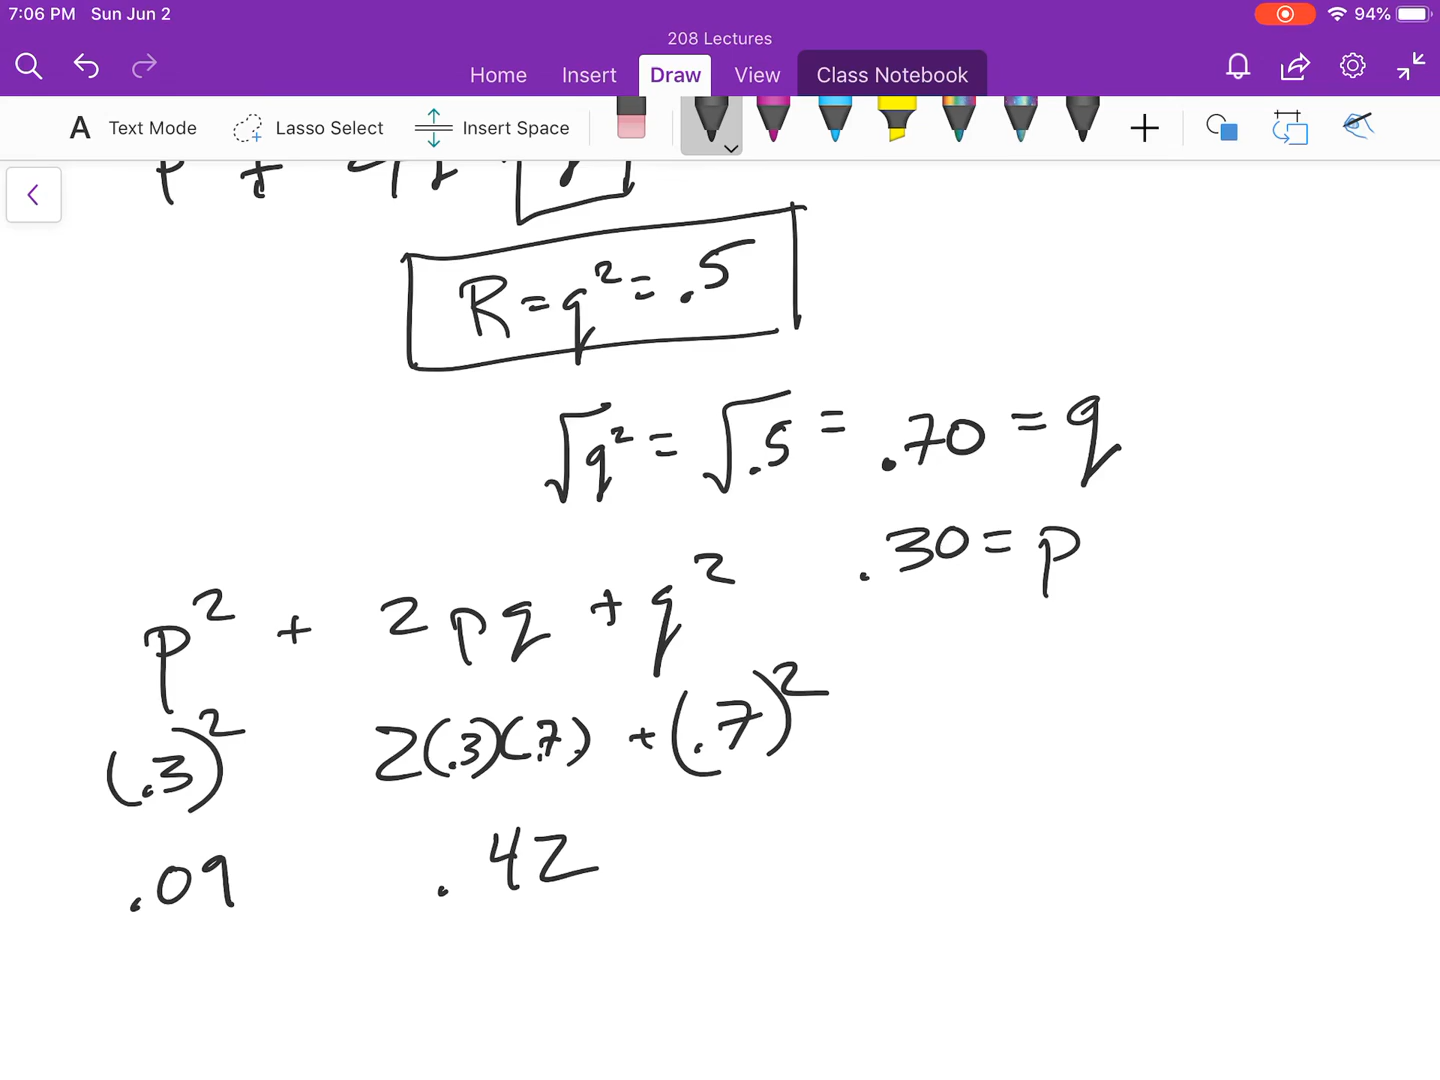 7:06 PM Sun Jun 2 94%
208 Lectures
Home Insert Draw View Class Notebook
A Text Mode Lasso Select Insert Space
R = q² = .5
√q² = √.5 = .70 = q
.30 = p
p² + 2pq + q²
(.3)² 2(.3)(.7) + (.7)²
.09 .42